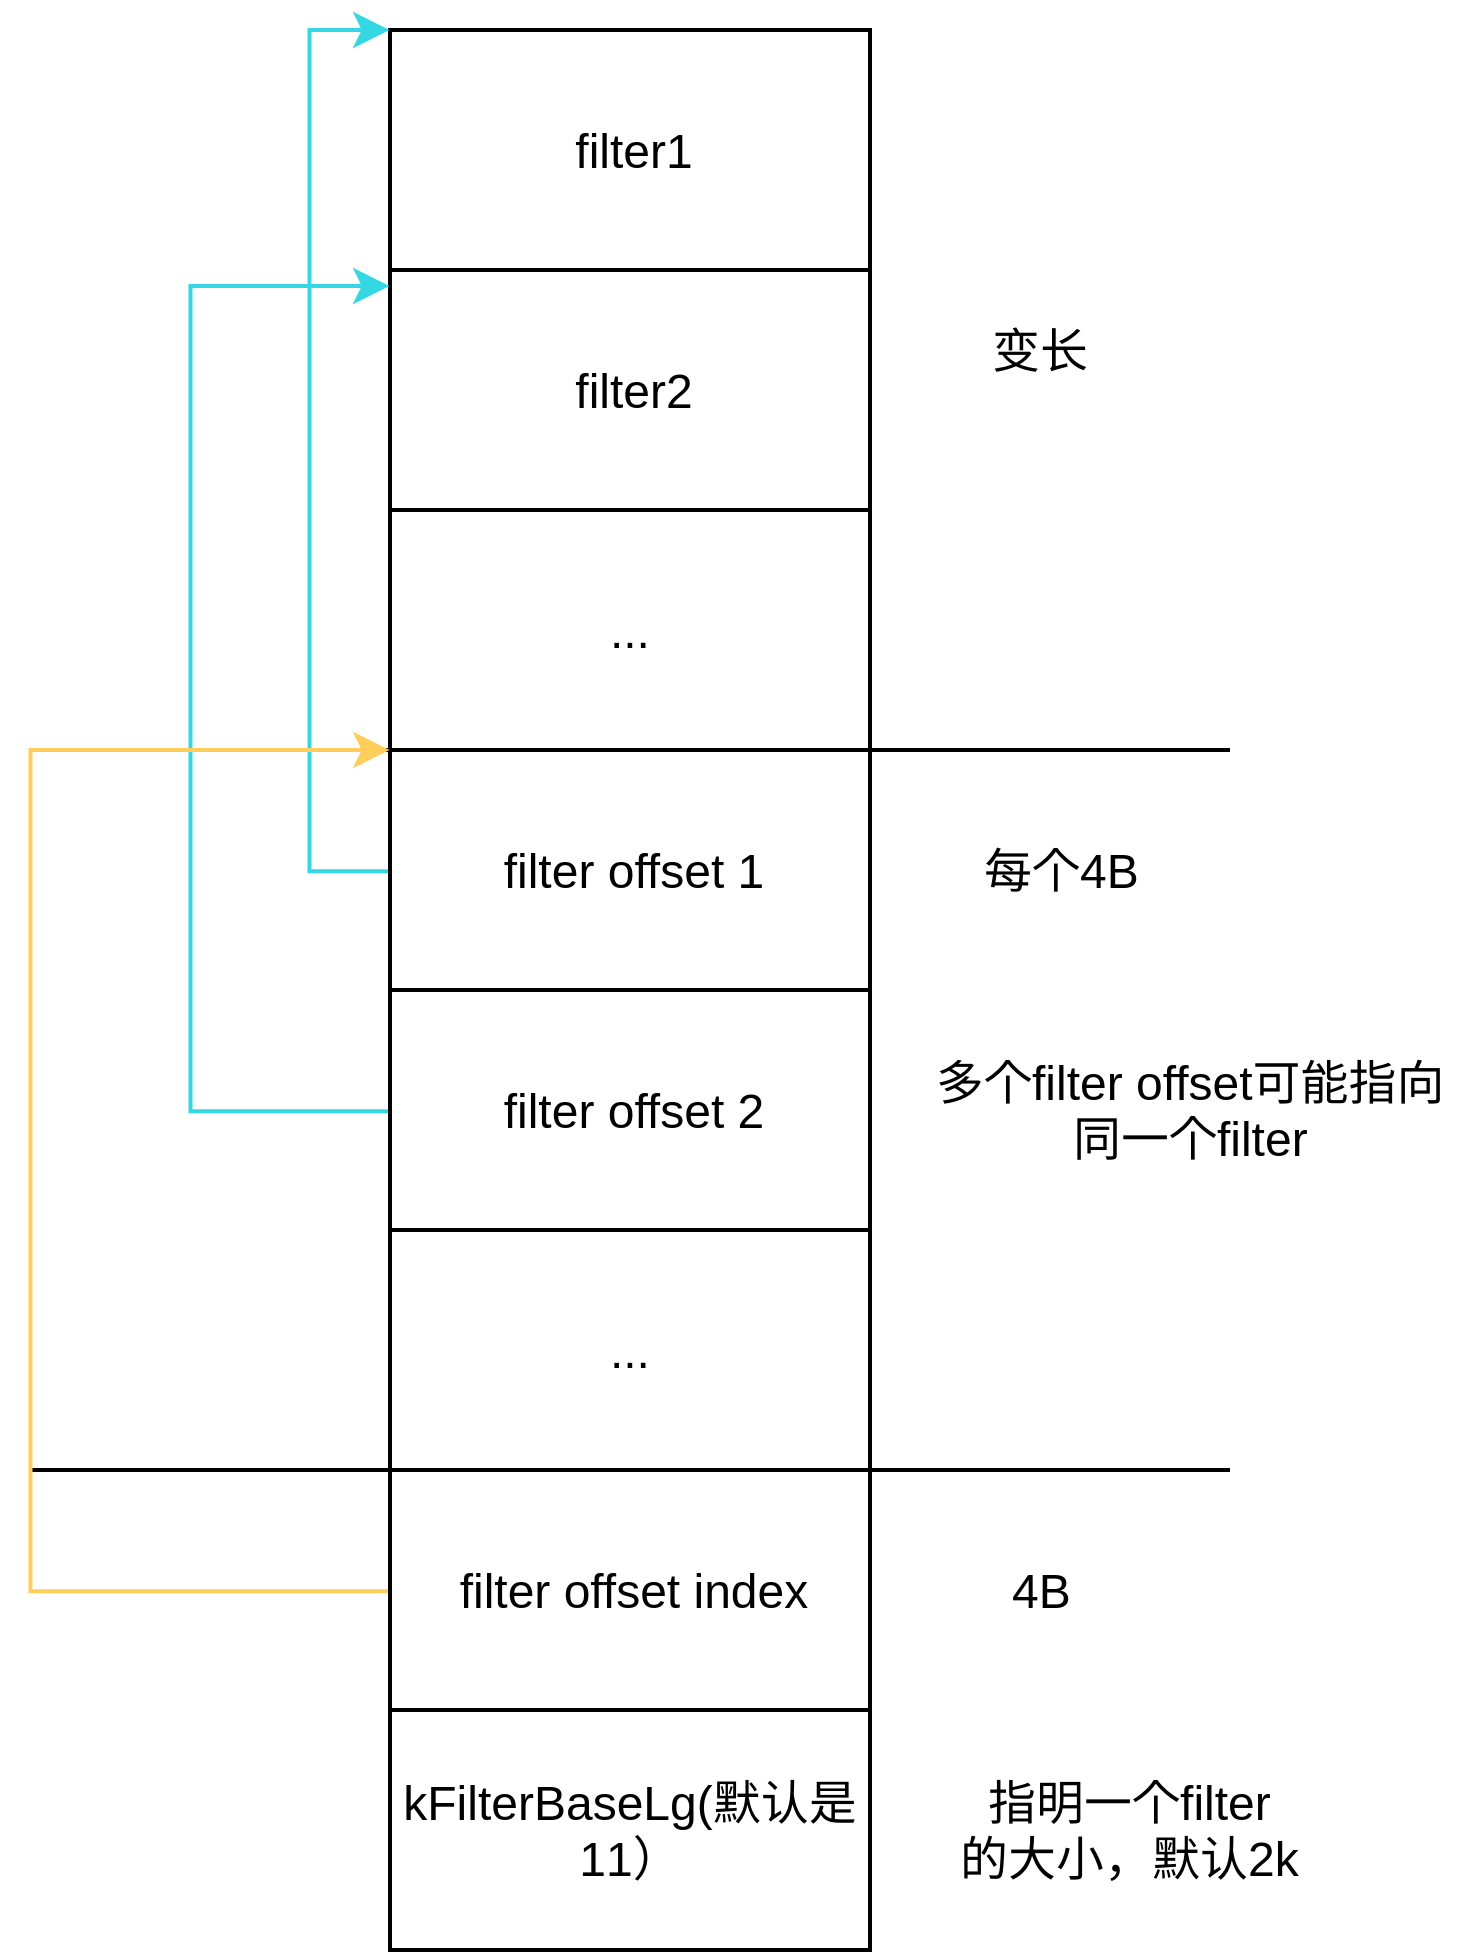 filter1
filter2
变长
...
filter offset 1
每个4B
filter offset 2
多个filter offset可能指向
同一个filter
...
filter offset index
4B
kFilterBaseLg(默认是
11）
指明一个filter
的大小，默认2k